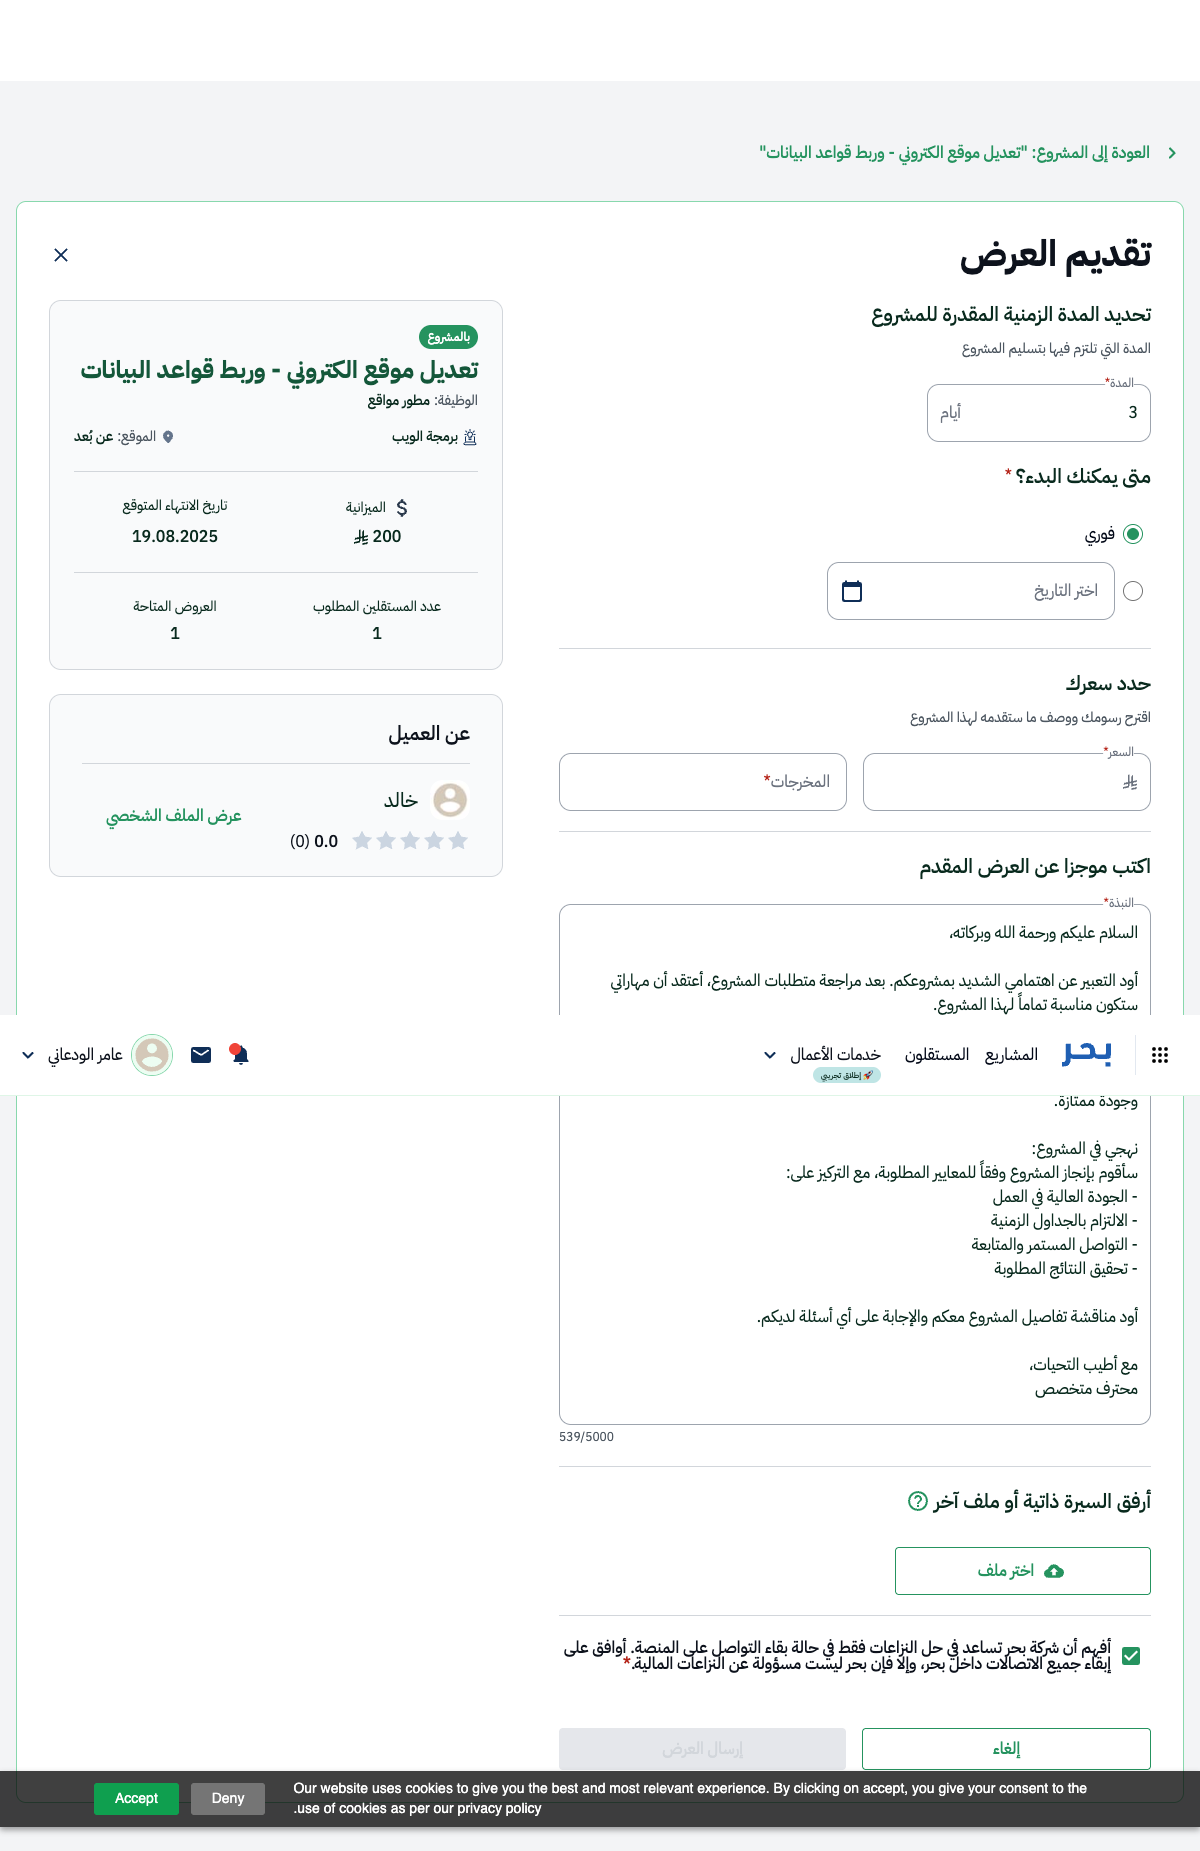 العودة إلى المشروع: "تعديل موقع الكتروني - وربط قواعد البيانات"
تقديم العرض
تحديد المدة الزمنية المقدرة للمشروع
المدة التي تلتزم فيها بتسليم المشروع
المدة*
3 أيام
متى يمكنك البدء؟ *
فوري
اختر التاريخ
حدد سعرك
اقترح رسومك ووصف ما ستقدمه لهذا المشروع
السعر*
المخرجات*
اكتب موجزا عن العرض المقدم
النبذة*
السلام عليكم ورحمة الله وبركاته،
أود التعبير عن اهتمامي الشديد بمشروعكم. بعد مراجعة متطلبات المشروع، أعتقد أن مهاراتي
ستكون مناسبة تماماً لهذا المشروع.
بحر
المشاريع
المستقلون
خدمات الأعمال
إطلاق تجريبي
عامر الودعاني
وجودة ممتازة.
نهجي في المشروع:
سأقوم بإنجاز المشروع وفقاً للمعايير المطلوبة، مع التركيز على:
- الجودة العالية في العمل
- الالتزام بالجداول الزمنية
- التواصل المستمر والمتابعة
- تحقيق النتائج المطلوبة
أود مناقشة تفاصيل المشروع معكم والإجابة على أي أسئلة لديكم.
مع أطيب التحيات،
محترف متخصص
539/5000
أرفق السيرة ذاتية أو ملف آخر
اختر ملف
أفهم أن شركة بحر تساعد في حل النزاعات فقط في حالة بقاء التواصل على المنصة. أوافق على
إبقاء جميع الاتصالات داخل بحر، وإلا فإن بحر ليست مسؤولة عن النزاعات المالية.*
إلغاء
إرسال العرض
بالمشروع
تعديل موقع الكتروني - وربط قواعد البيانات
الوظيفة: مطور مواقع
برمجة الويب
الموقع: عن بُعد
الميزانية
200
تاريخ الانتهاء المتوقع
19.08.2025
عدد المستقلين المطلوب
1
العروض المتاحة
1
عن العميل
خالد
عرض الملف الشخصي
0.0 (0)
Our website uses cookies to give you the best and most relevant experience. By clicking on accept, you give your consent to the
.use of cookies as per our privacy policy
Deny
Accept